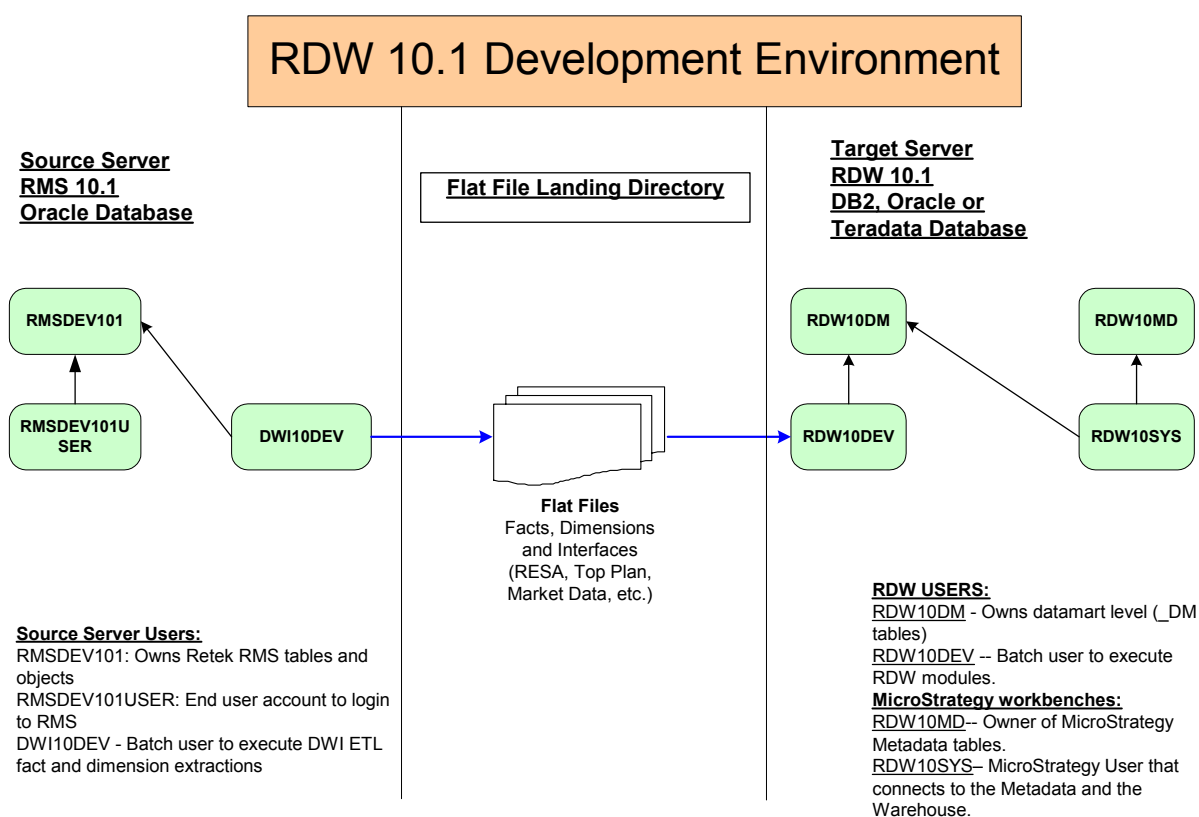 RDW 10.1 Development Environment
Source Server
RMS 10.1
Oracle Database
Flat File Landing Directory
Target Server
RDW 10.1
DB2, Oracle or
Teradata Database
RMSDEV101
RDW10DM
RDW10MD
RMSDEV101U
SER
DWI10DEV
RDW10DEV
RDW10SYS
Flat Files
Facts, Dimensions
and Interfaces
(RESA, Top Plan,
Market Data, etc.)
Source Server Users:
RMSDEV101: Owns Retek RMS tables and
objects
RMSDEV101USER: End user account to login
to RMS
DWI10DEV - Batch user to execute DWI ETL
fact and dimension extractions
RDW USERS:
RDW10DM - Owns datamart level (_DM
tables)
RDW10DEV -- Batch user to execute
RDW modules.
MicroStrategy workbenches:
RDW10MD-- Owner of MicroStrategy
Metadata tables.
RDW10SYS– MicroStrategy User that
connects to the Metadata and the
Warehouse.